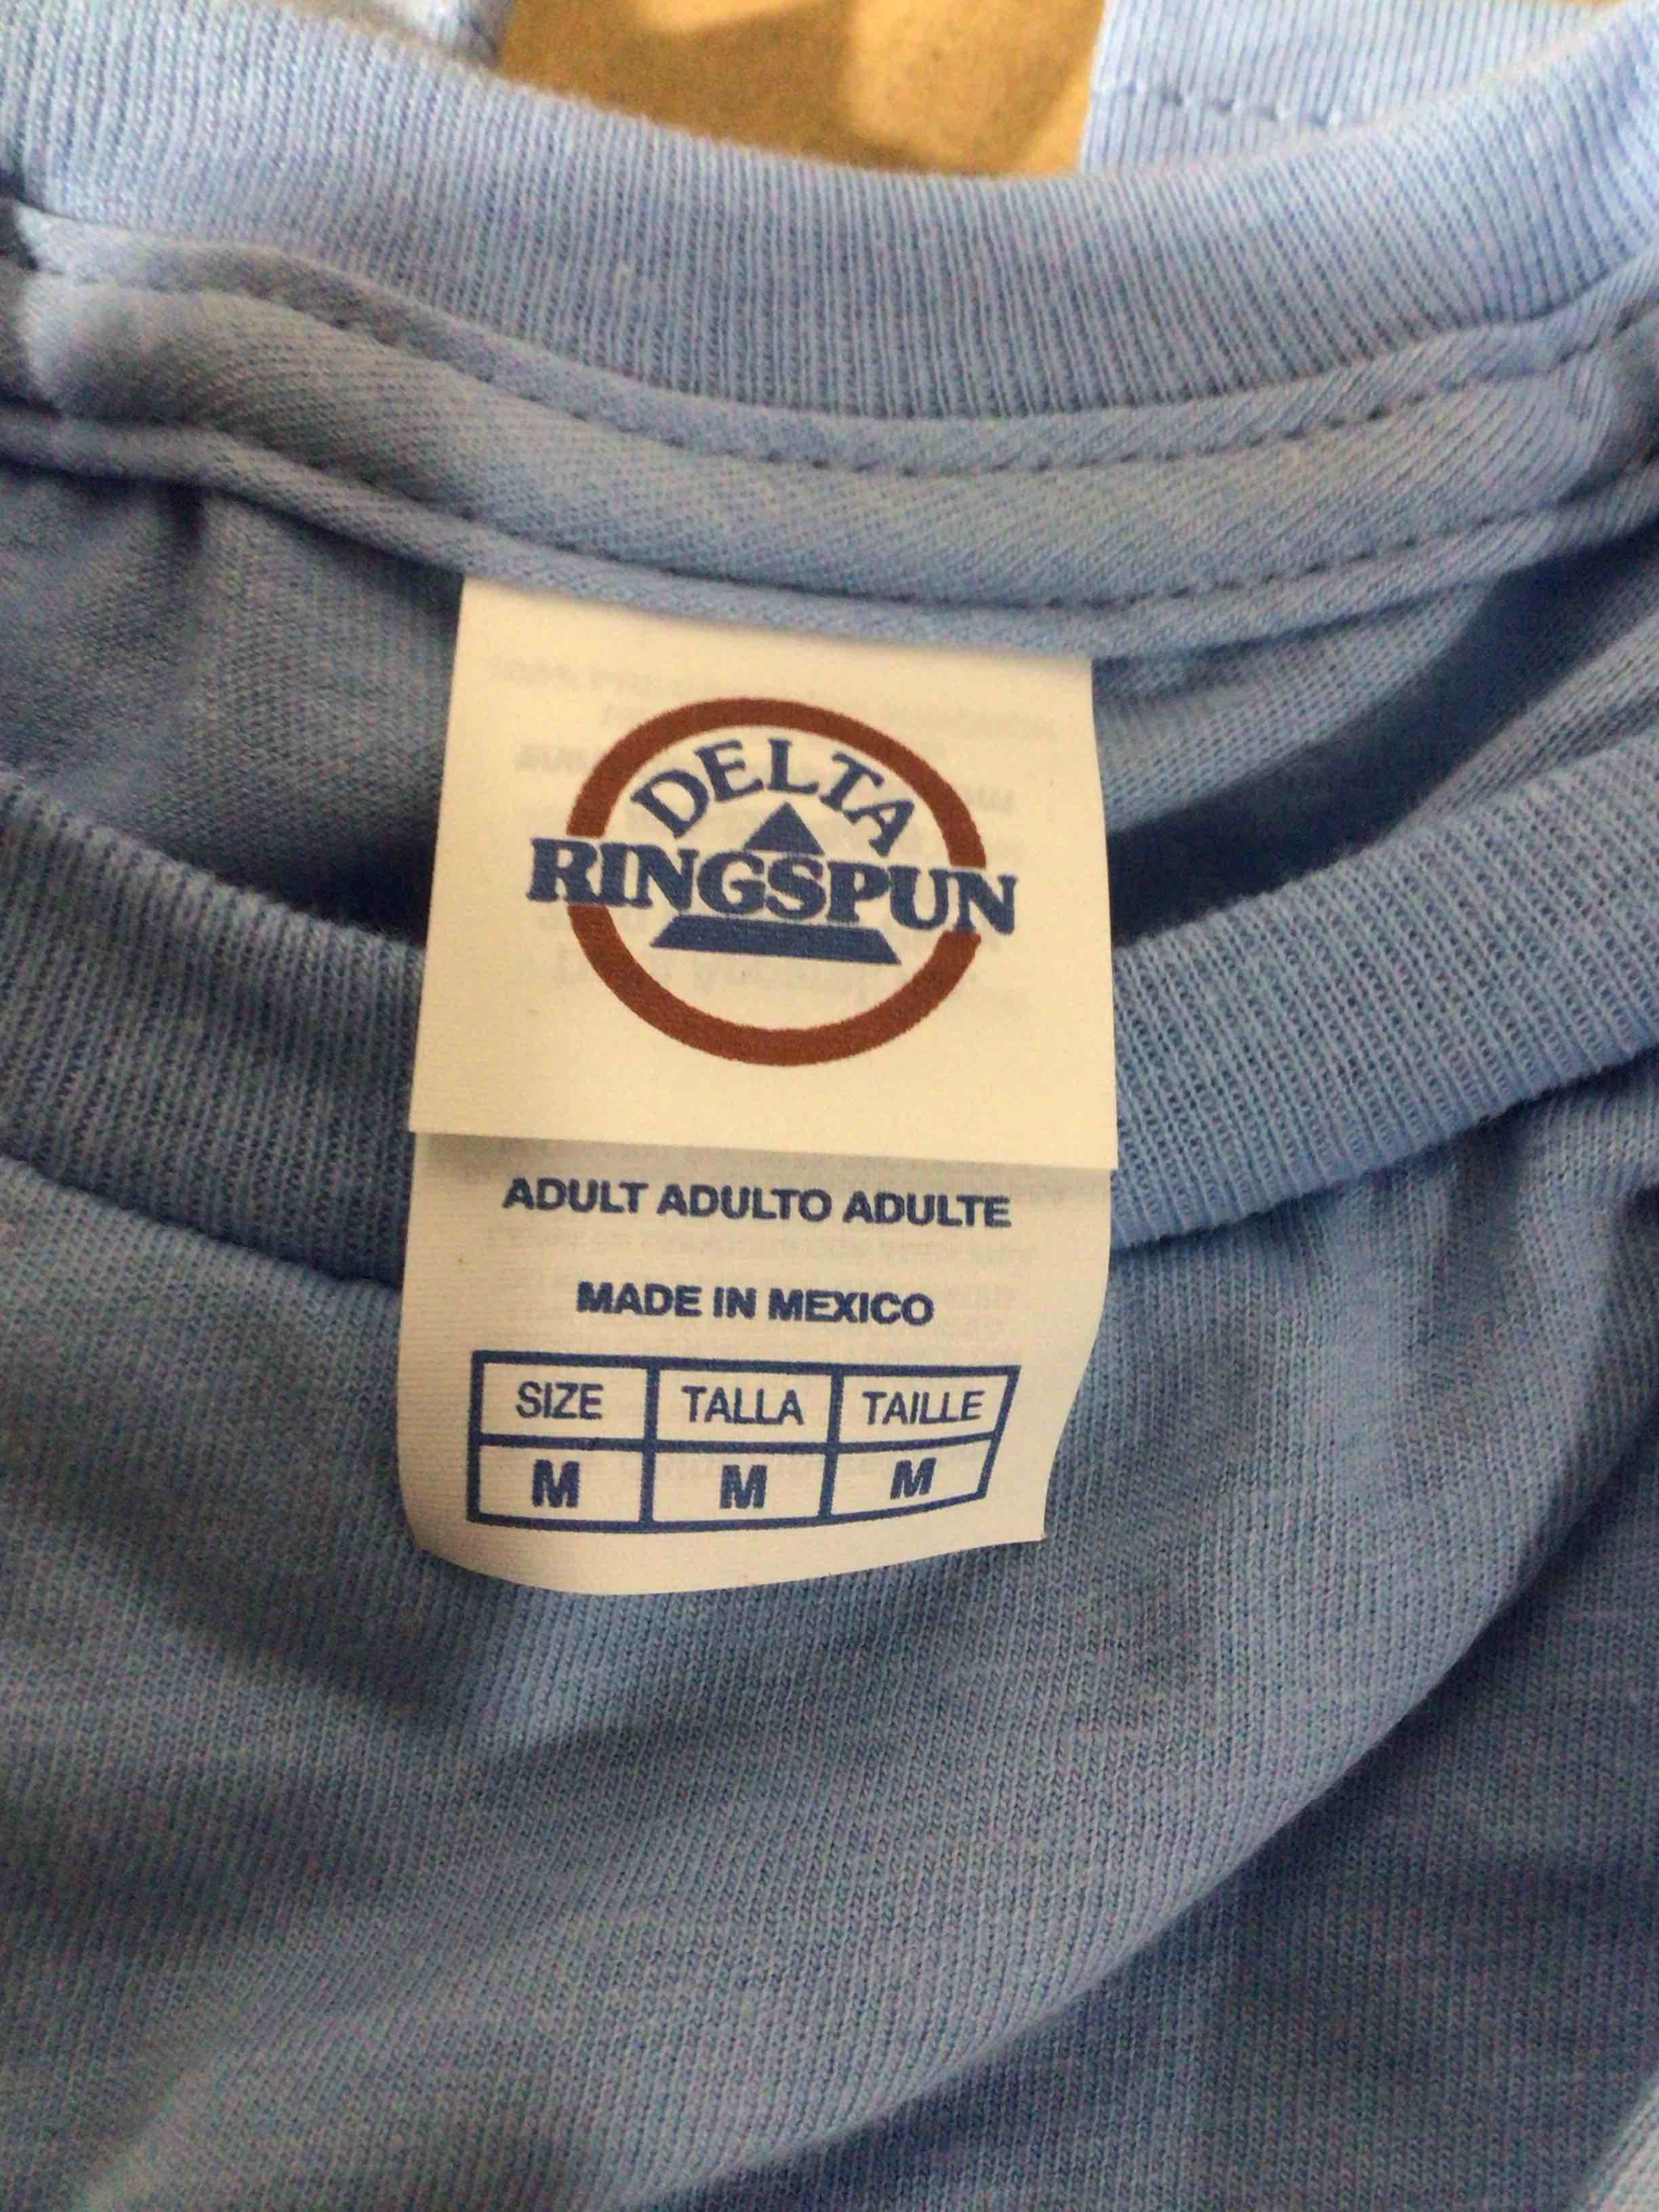 DELTA
RINGSPUN
ADULT ADULTO ADULTE
MADE IN MEXICO
SIZE TALLA TAILLE
M M M